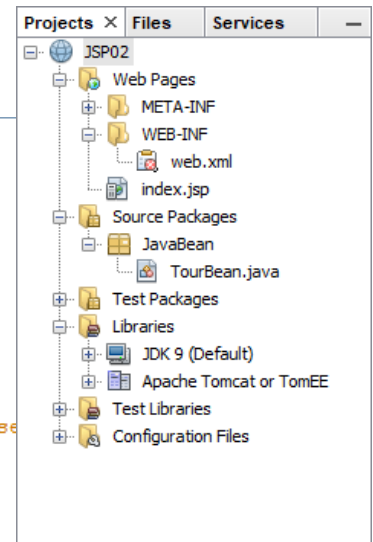 Projects Files Services
JSP02
Web Pages
META-INF
WEB-INF
web.xml
index.jsp
Source Packages
JavaBean
TourBean.java
Test Packages
Libraries
JDK 9 (Default)
Apache Tomcat or TomEE
Test Libraries
Configuration Files